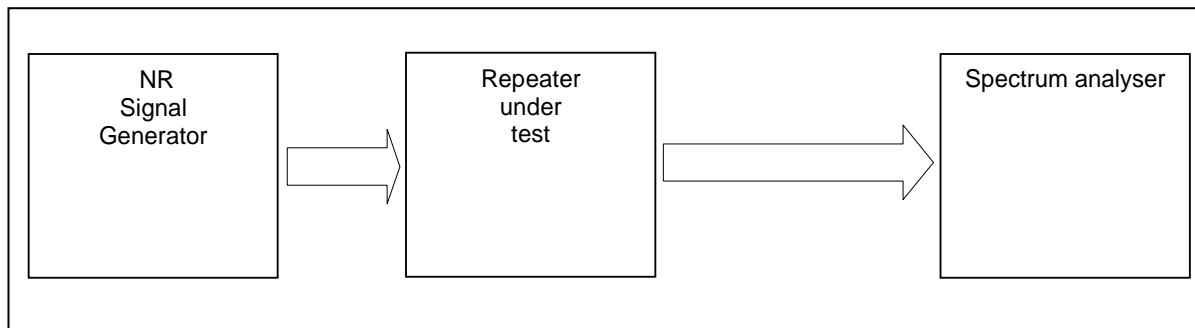 NR
Signal
Generator
Repeater
under
test
Spectrum analyser